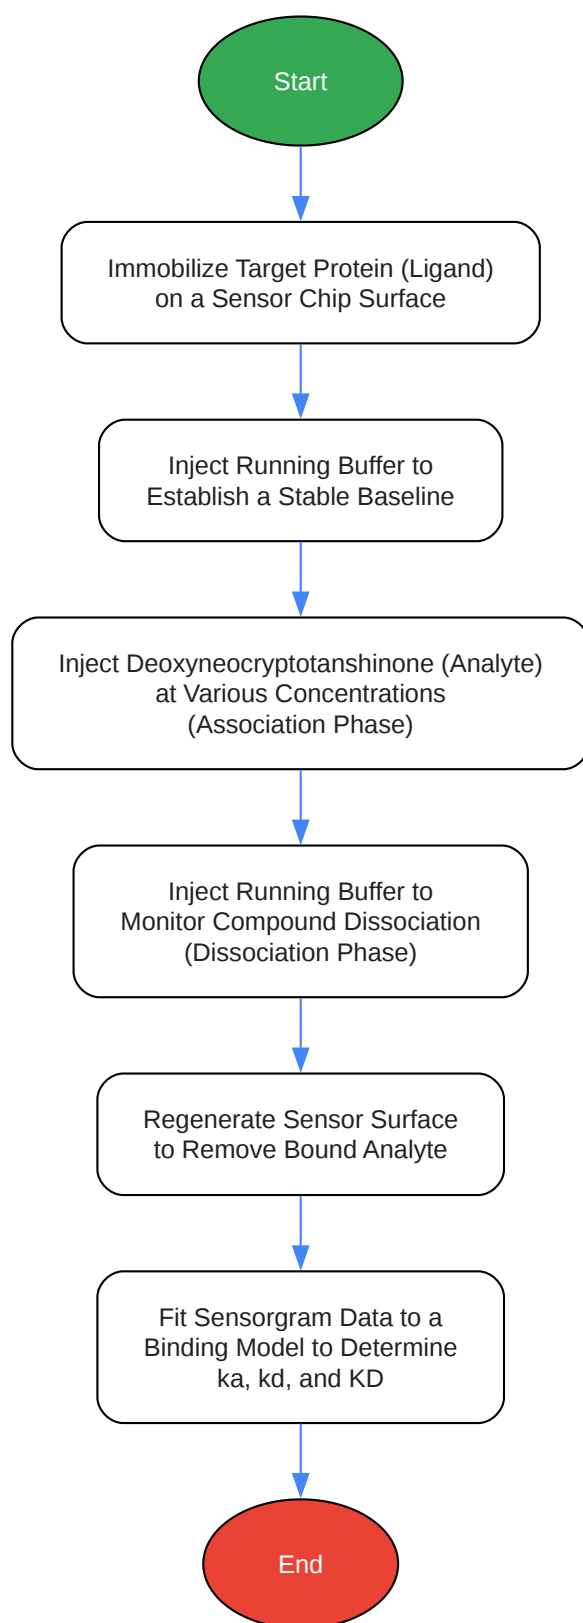 Start
Immobilize Target Protein (Ligand)
on a Sensor Chip Surface
Inject Running Buffer to
Establish a Stable Baseline
Inject Deoxyneocryptotanshinone (Analyte)
at Various Concentrations
(Association Phase)
Inject Running Buffer to
Monitor Compound Dissociation
(Dissociation Phase)
Regenerate Sensor Surface
to Remove Bound Analyte
Fit Sensorgram Data to a
Binding Model to Determine
ka, kd, and KD
End